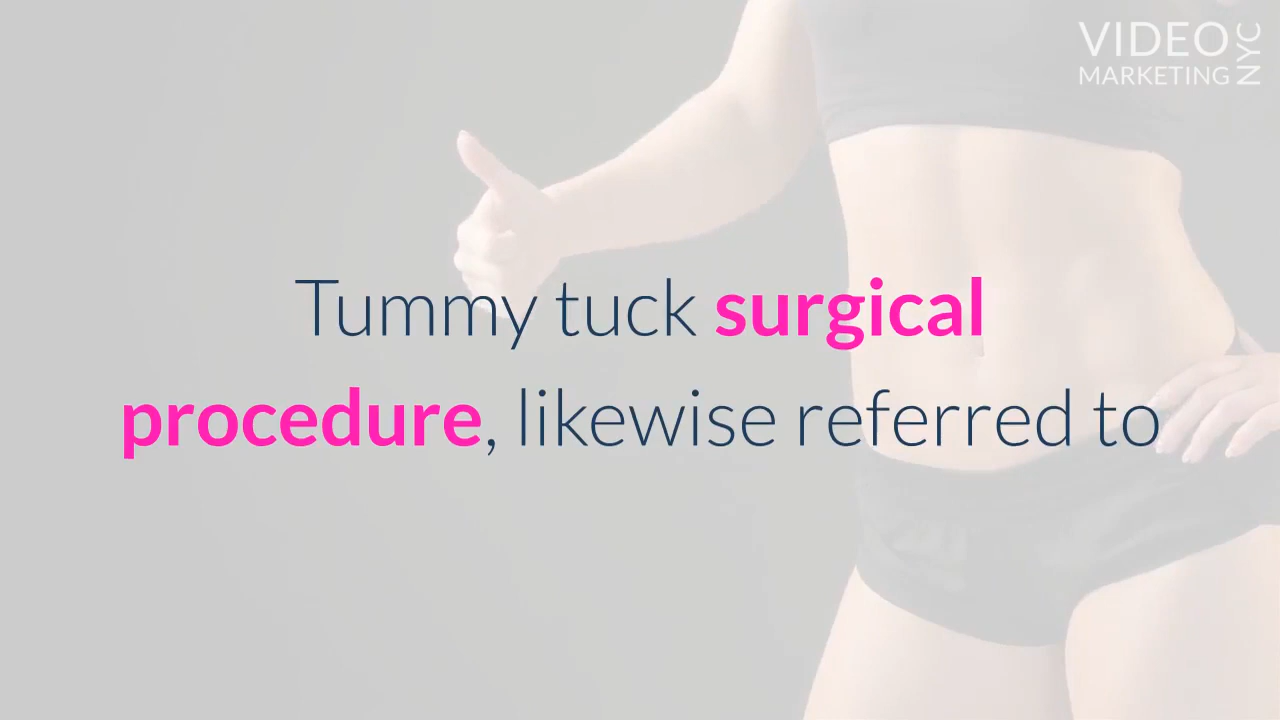 VIDEO
MARKETING
NYC
Tummy tuck surgical
procedure, likewise referred to